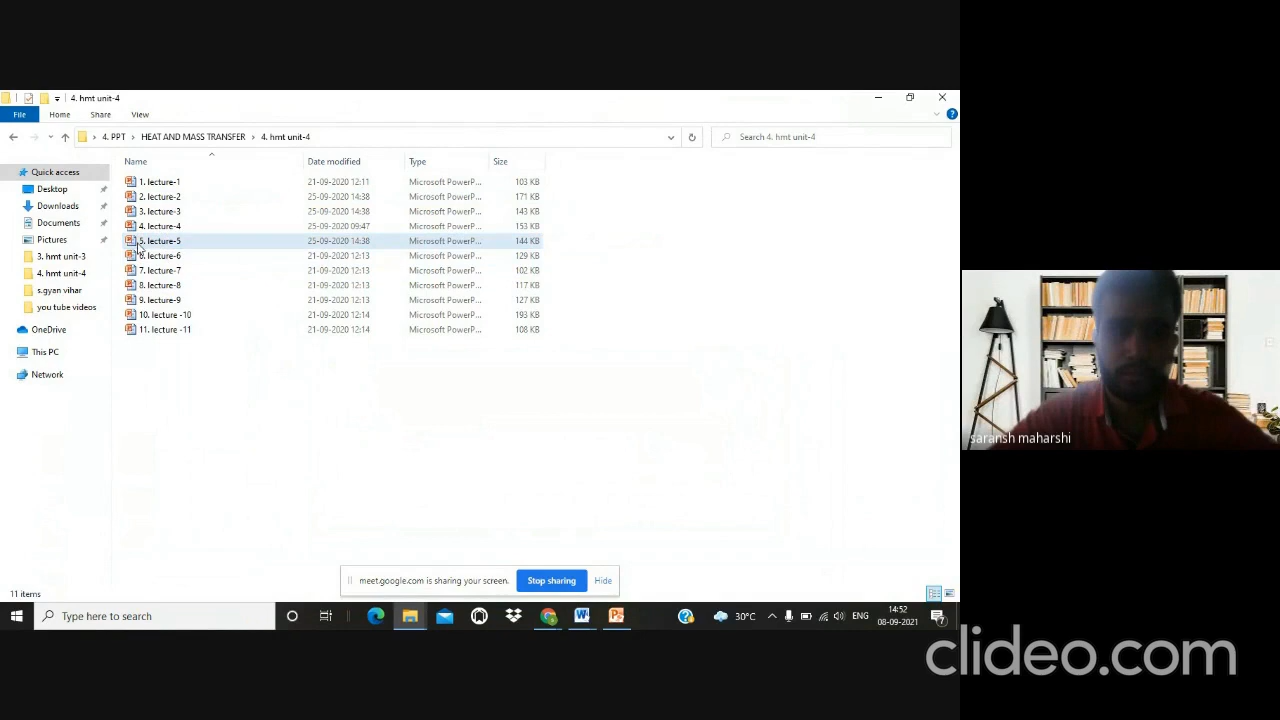 4. hmt unit-4
File Home Share View
4. PPT HEAT AND MASS TRANSFER 4. hmt unit-4 Search 4. hmt unit-4
Name Date modified Type Size
Quick access
Desktop
Downloads
Documents
Pictures
3. hmt unit-3
4. hmt unit-4
s.gyan vihar
you tube videos
OneDrive
This PC
Network
1. lecture-1 21-09-2020 12:11 Microsoft PowerP... 103 KB
2. lecture-2 25-09-2020 14:38 Microsoft PowerP... 171 KB
3. lecture-3 25-09-2020 14:38 Microsoft PowerP... 143 KB
4. lecture-4 25-09-2020 09:47 Microsoft PowerP... 153 KB
5. lecture-5 25-09-2020 14:38 Microsoft PowerP... 144 KB
6. lecture-6 21-09-2020 12:13 Microsoft PowerP... 129 KB
7. lecture-7 21-09-2020 12:13 Microsoft PowerP... 102 KB
8. lecture-8 21-09-2020 12:13 Microsoft PowerP... 117 KB
9. lecture-9 21-09-2020 12:13 Microsoft PowerP... 127 KB
10. lecture -10 21-09-2020 12:14 Microsoft PowerP... 193 KB
11. lecture -11 21-09-2020 12:14 Microsoft PowerP... 108 KB
saransh maharshi
meet.google.com is sharing your screen. Stop sharing Hide
11 items
Type here to search 30°C ENG 14:52
08-09-2021 7
clideo.com